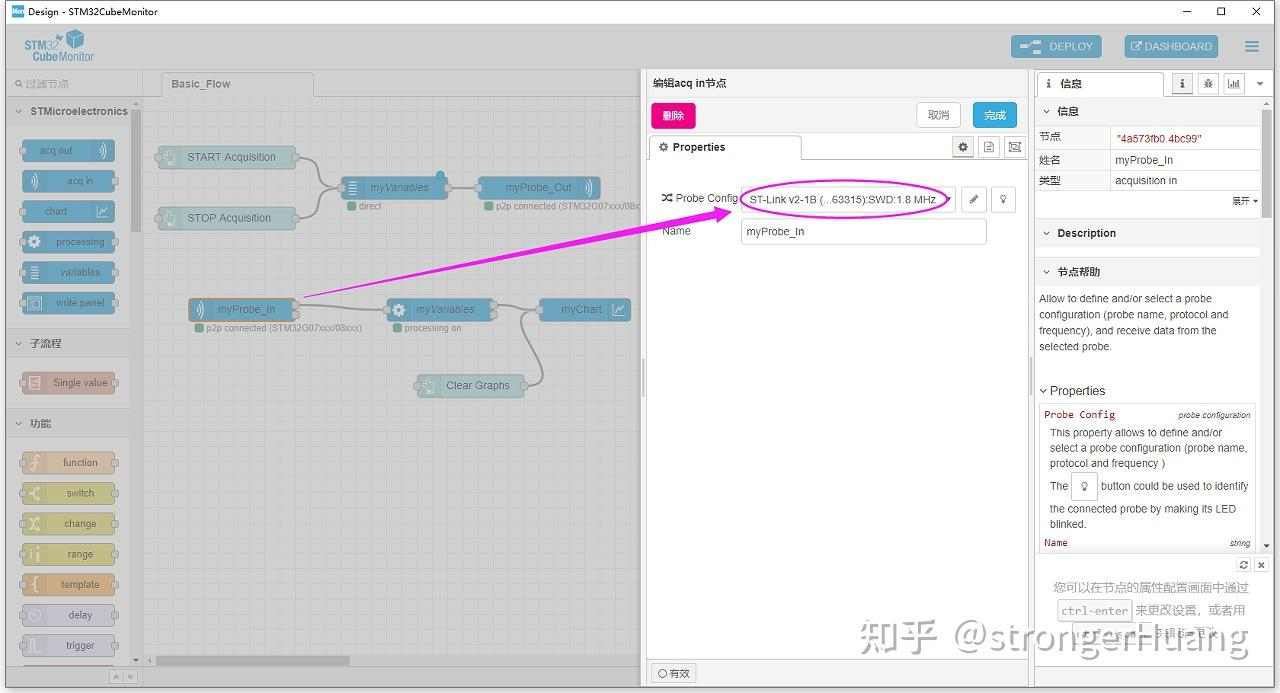 Mon Design - STM32CubeMonitor
STM32
CubeMonitor
DEPLOY
DASHBOARD
过滤节点
STMicroelectronics
acq out
acq in
chart
processing
variables
write panel
子流程
Single value
功能
function
switch
change
range
template
delay
trigger
Basic_Flow
START Acquisition
STOP Acquisition
myVariables
direct
myProbe_Out
p2p connected (STM32G07xxx/08xx
myProbe_In
p2p connected (STM32G07xxx/08xxx)
myVariables
processing on
myChart
Clear Graphs
编辑acq in节点
删除
取消
完成
Properties
Probe Config
ST-Link v2-1B (...63315):SWD:1.8 MHz
Name
myProbe_In
有效
信息
信息
节点 "4a573fb0.4bc99"
姓名 myProbe_In
类型 acquisition in
展开
Description
节点帮助
Allow to define and/or select a probe
configuration (probe name, protocol and
frequency), and receive data from the
selected probe.
Properties
Probe Config probe configuration
This property allows to define and/or
select a probe configuration (probe name,
protocol and frequency )
The button could be used to identify
the connected probe by making its LED
blinked.
Name string
您可以在节点的属性配置画面中通过
ctrl-enter 来更改设置，或者用
知乎 @strongerHuang